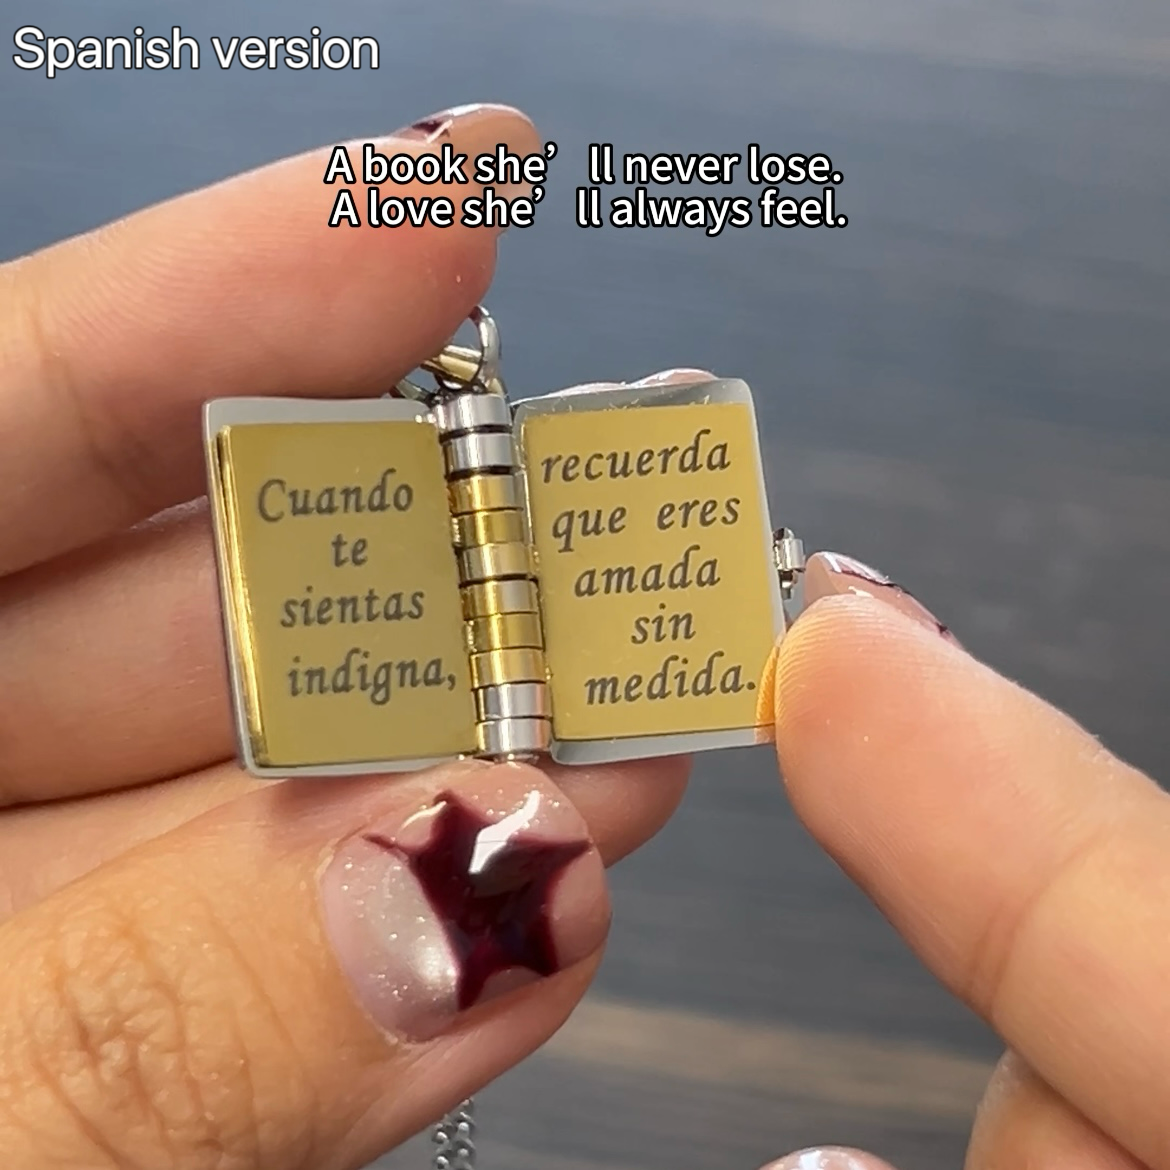 Spanish version
A book she’ ll never lose.
A love she’ ll always feel.
Cuando
te
sientas
indigna,
recuerda
que eres
amada
sin
medida.